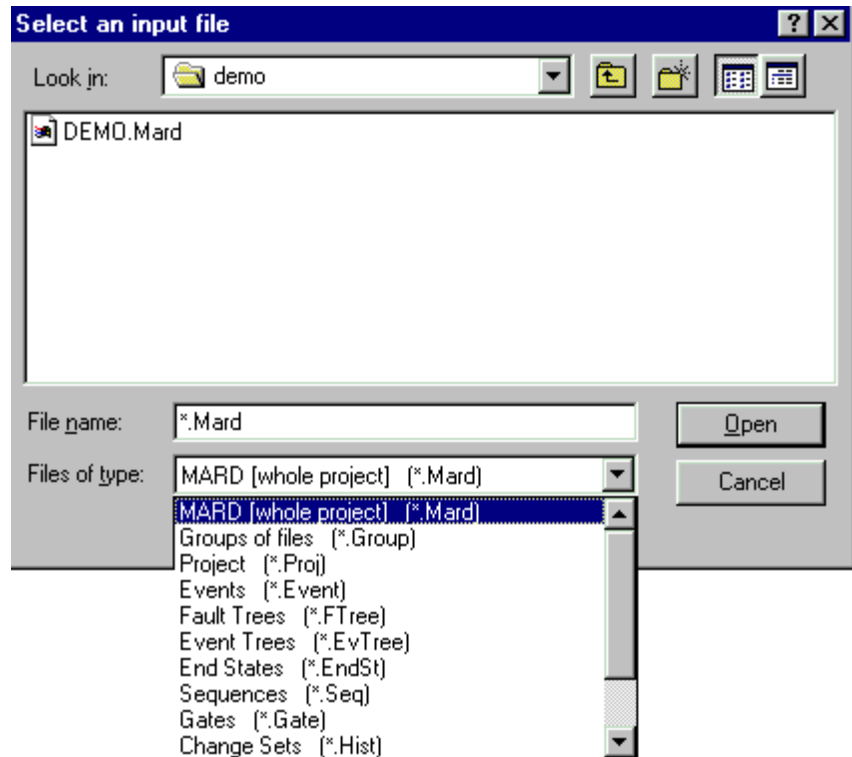 Select an input file
Look in: demo
DEMO.Mard
File name: *.Mard Open
Files of type: MARD [whole project] (*.Mard) Cancel
MARD [whole project] (*.Mard)
Groups of files (*.Group)
Project (*.Proj)
Events (*.Event)
Fault Trees (*.FTree)
Event Trees (*.EvTree)
End States (*.EndSt)
Sequences (*.Seq)
Gates (*.Gate)
Change Sets (*.Hist)